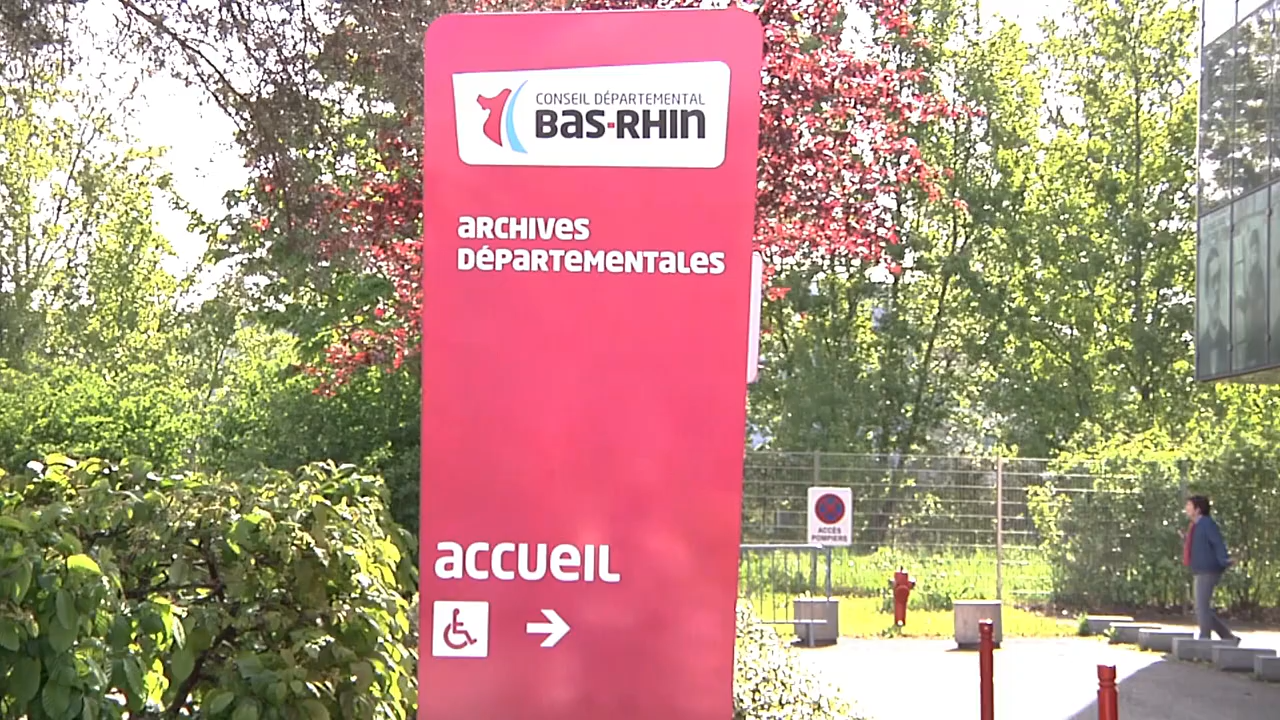 CONSEIL DÉPARTEMENTAL
BAS-RHIN
ARCHIVES
DÉPARTEMENTALES
ACCUEIL
ACCÈS
POMPIERS